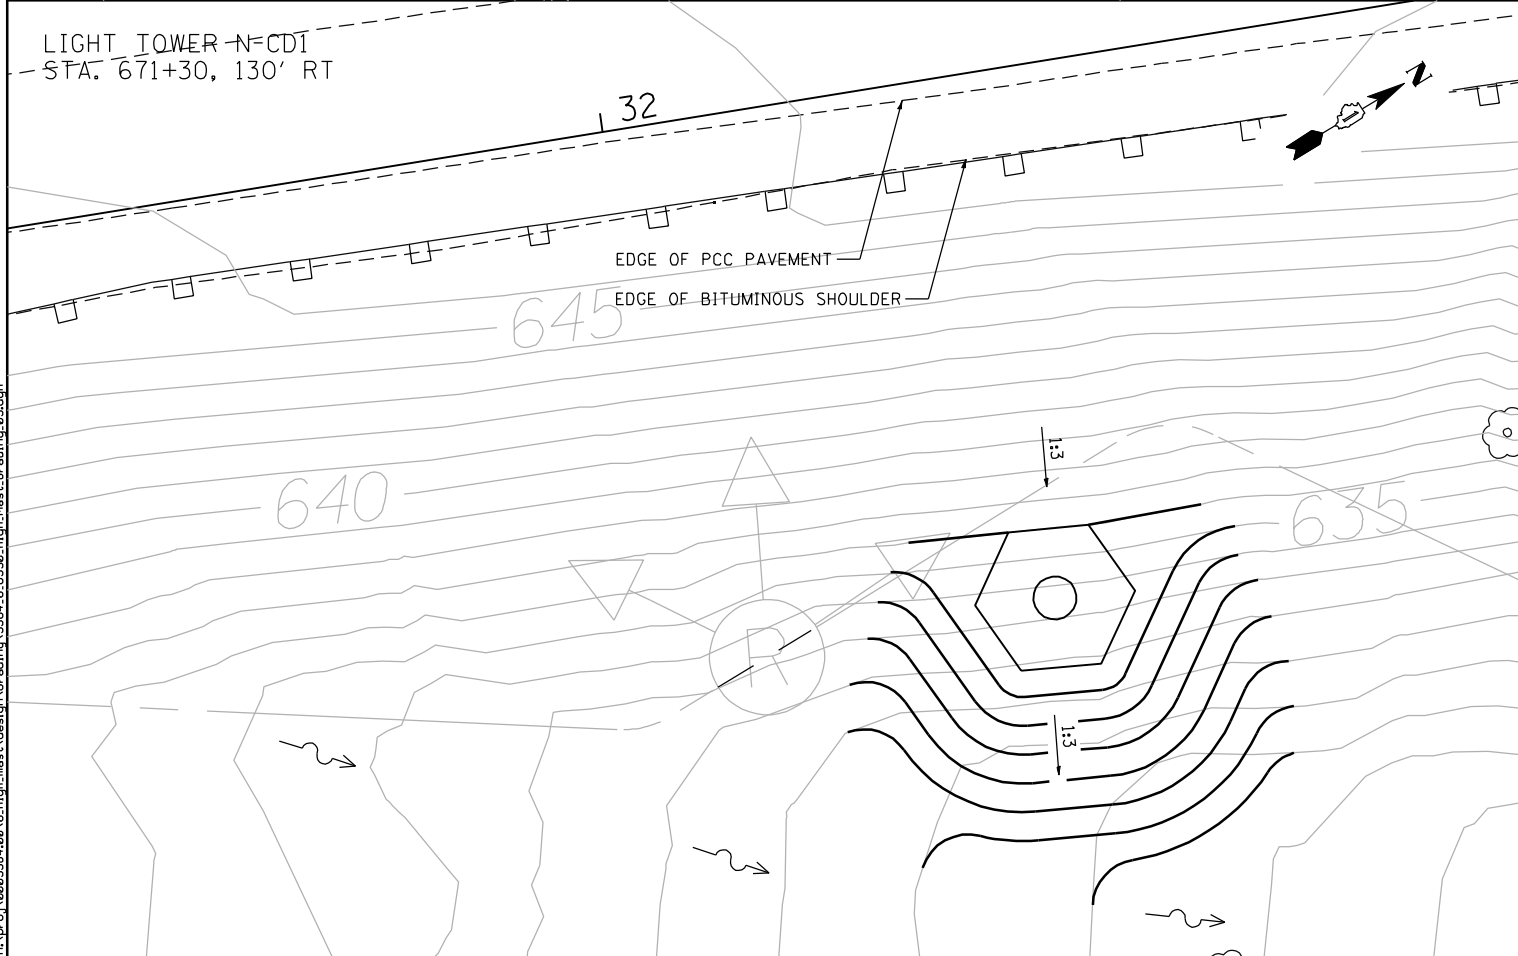 LIGHT TOWER N-CD1
STA. 671+30, 130' RT
32
N
EDGE OF PCC PAVEMENT
EDGE OF BITUMINOUS SHOULDER
645
640
635
1:3
R
1:3